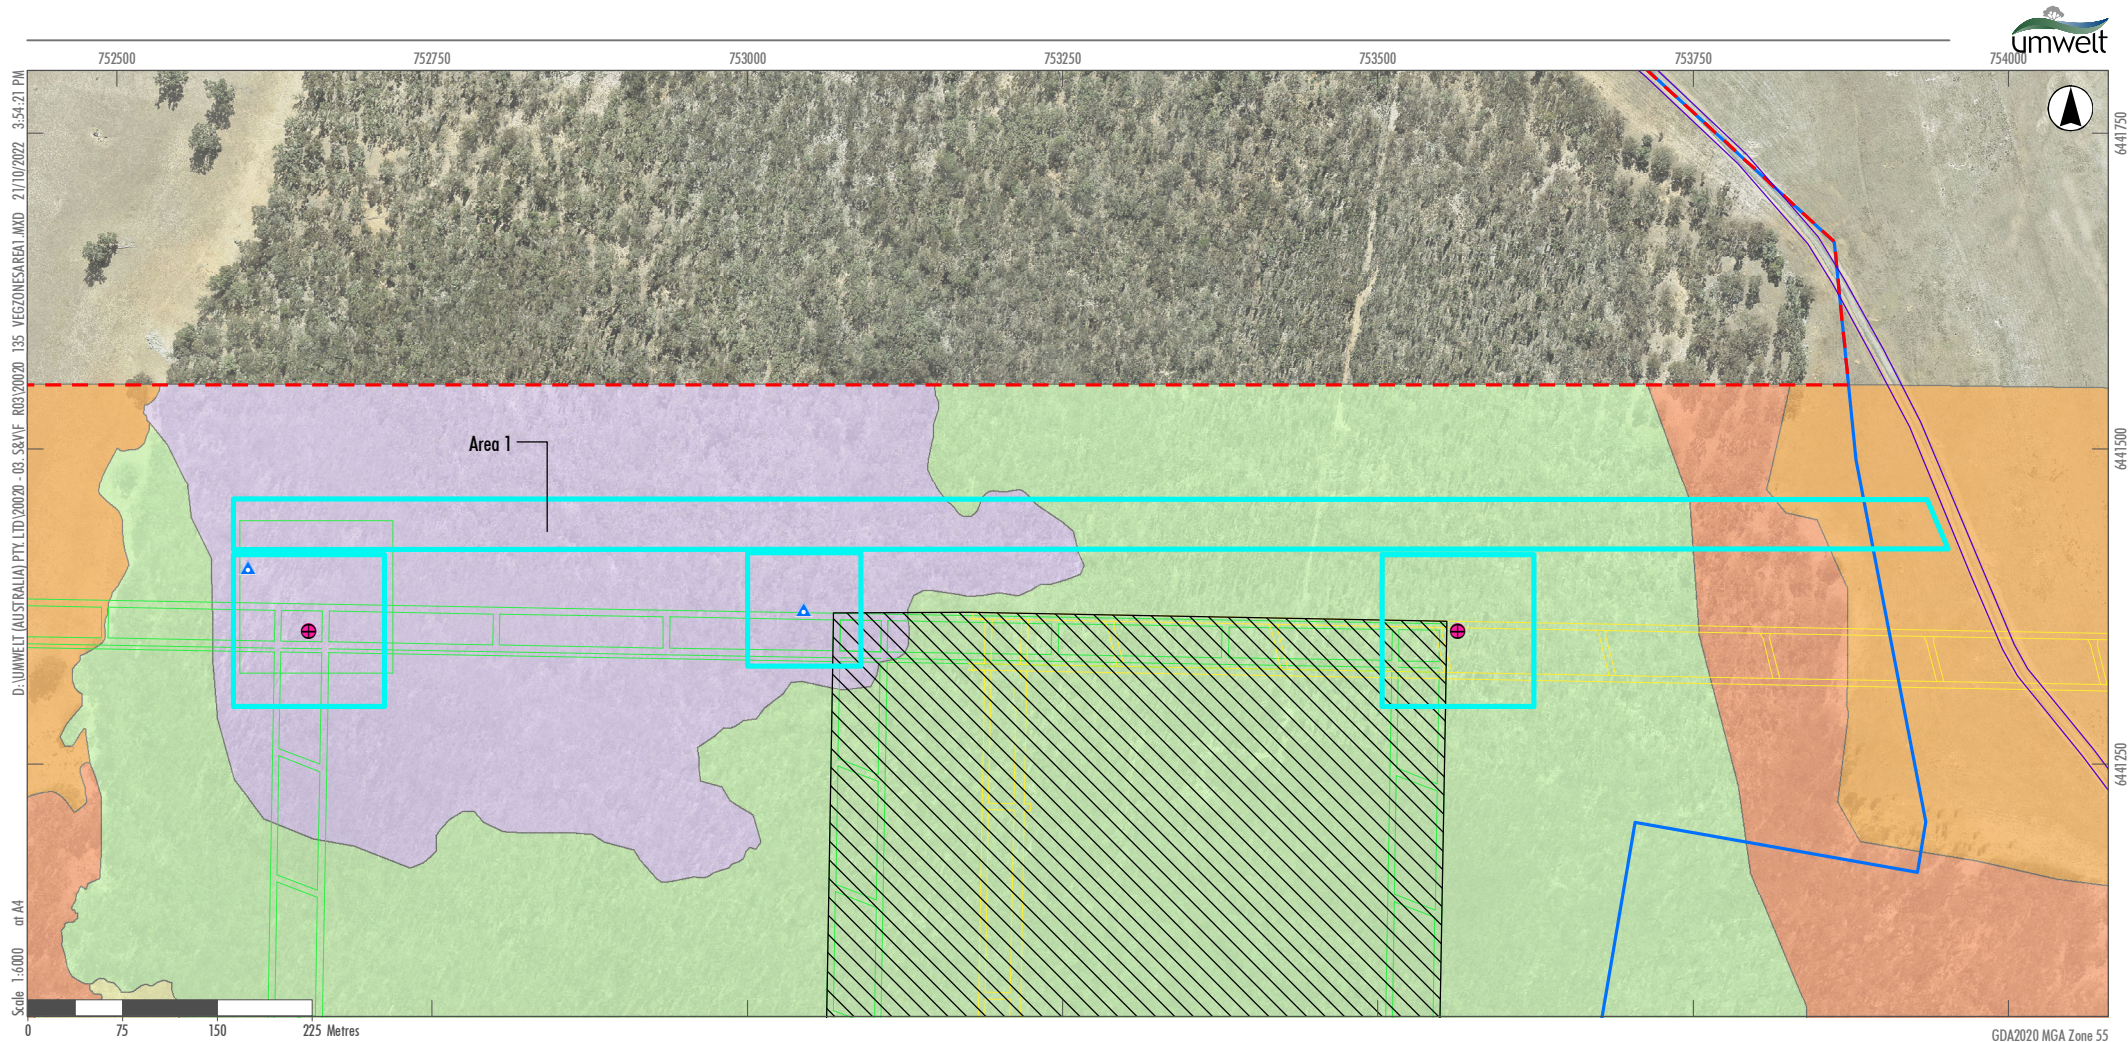 umwelt
752500 752750 753000 753250 753500 753750 754000
6441750
6441500
6441250
Area 1
D:\UMWELT (AUSTRALIA) PTY. LTD\20020 - 03. S&V\F R03\20020 135 VEGZONESAREA1.MXD 21/10/2022 3:54:21 PM
Scale 1:6000 at A4
0 75 150 225 Metres
GDA2020 MGA Zone 55